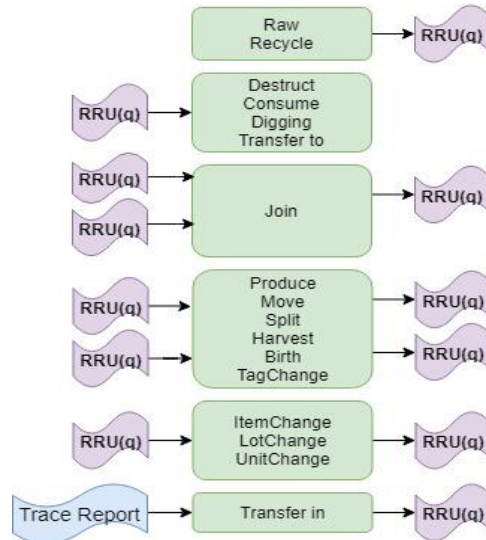 Raw
Recycle
RRU(q)
RRU(q)
Destruct
Consume
Digging
Transfer to
RRU(q)
RRU(q)
Join
RRU(q)
RRU(q)
RRU(q)
Produce
Move
Split
Harvest
Birth
TagChange
RRU(q)
RRU(q)
RRU(q)
ItemChange
LotChange
UnitChange
RRU(q)
Trace Report
Transfer in
RRU(q)